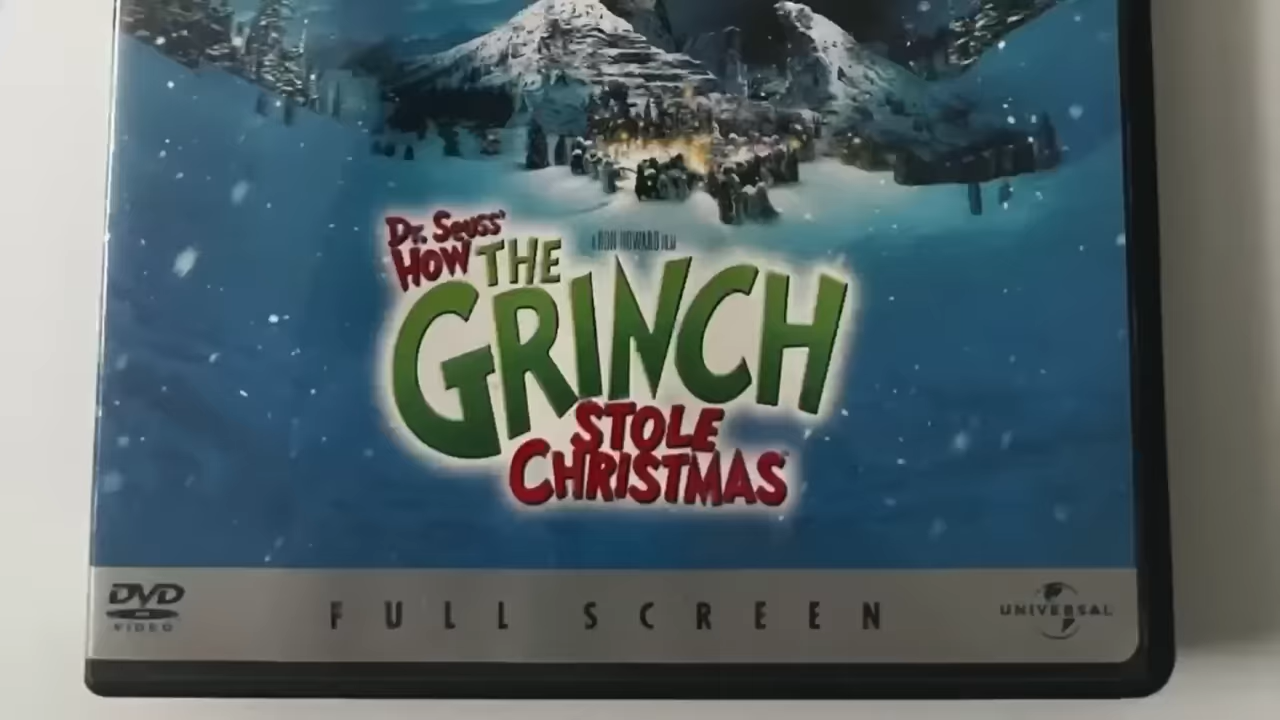 Dr. Seuss'
HOW THE
A RON HOWARD FILM
GRINCH
STOLE
CHRISTMAS
DVD
VIDEO
FULL SCREEN
UNIVERSAL